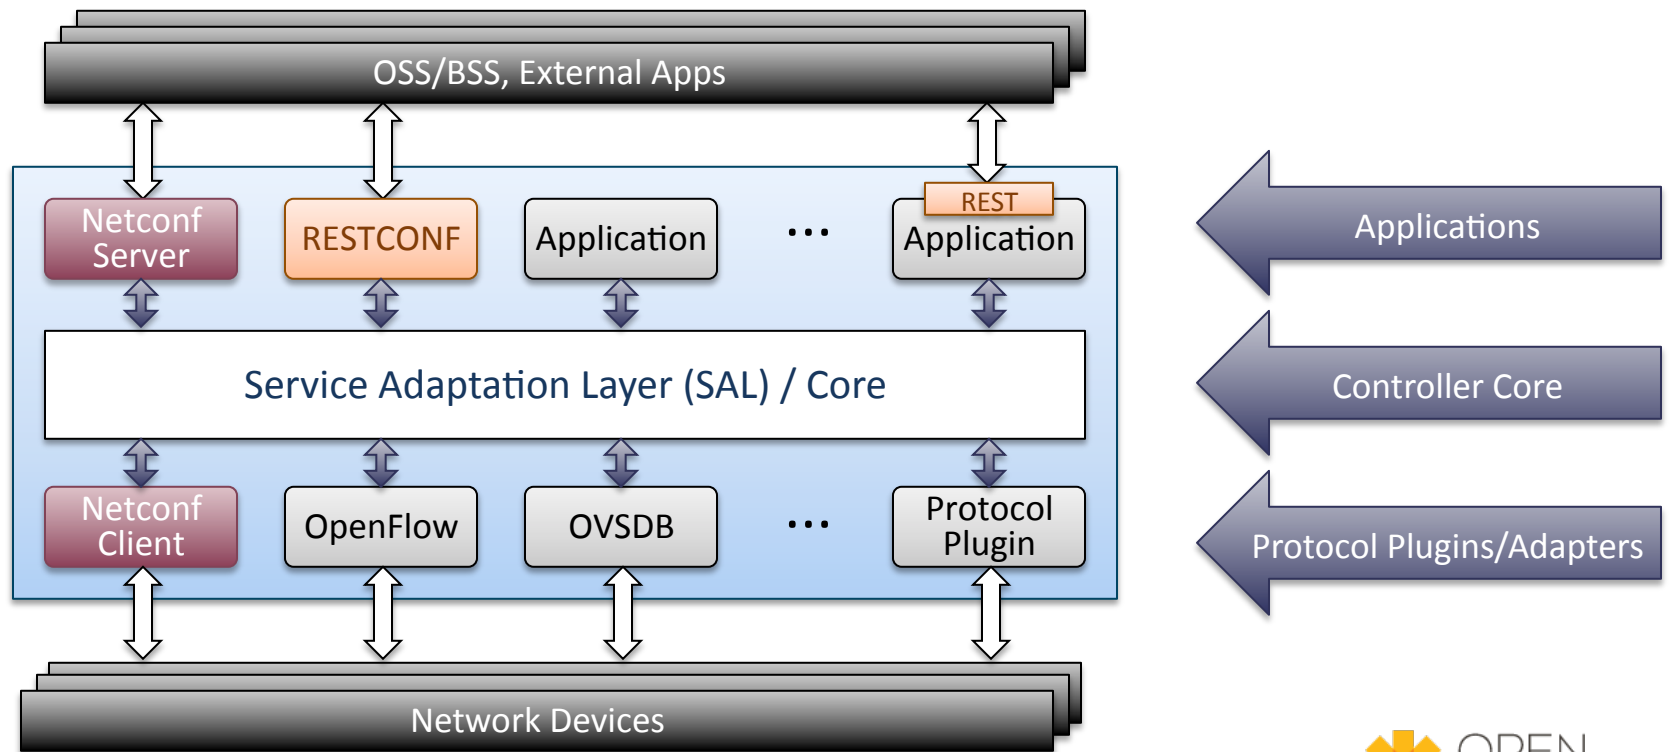 OSS/BSS, External Apps
Netconf
Server
RESTCONF
Application
...
REST
Application
Applications
Service Adaptation Layer (SAL) / Core
Controller Core
Netconf
Client
OpenFlow
OVSDB
...
Protocol
Plugin
Protocol Plugins/Adapters
Network Devices
OPEN